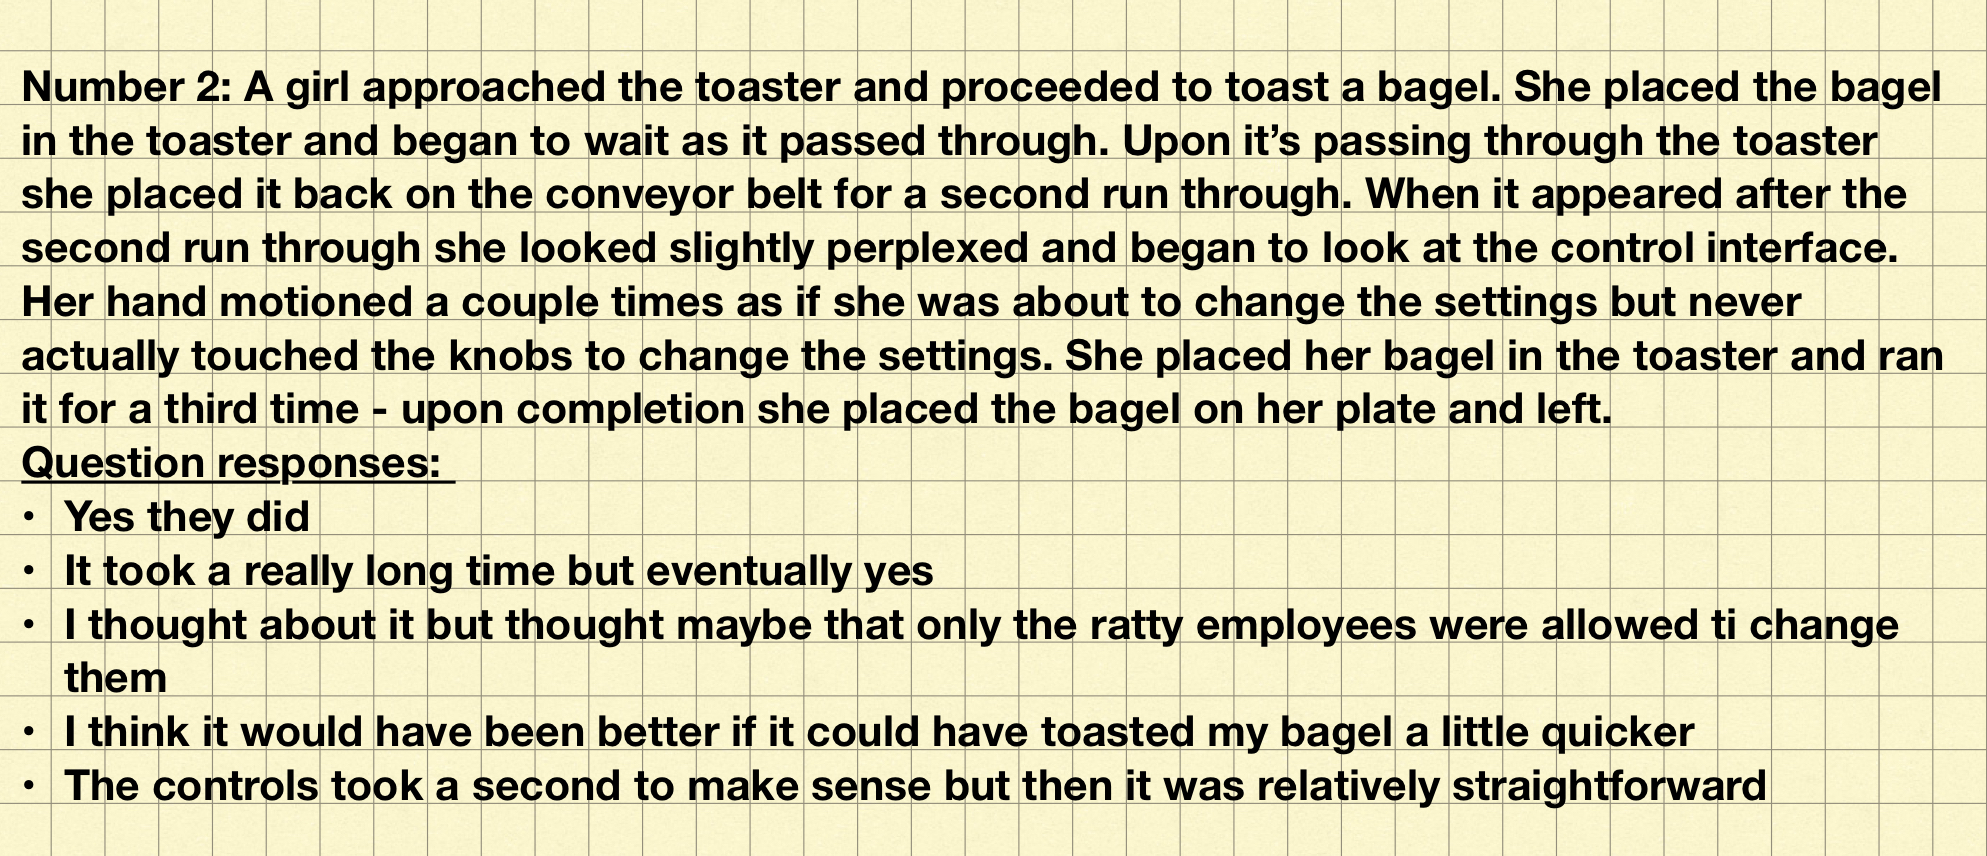 Number 2: A girl approached the toaster and proceeded to toast a bagel. She placed the bagel
in the toaster and began to wait as it passed through. Upon it’s passing through the toaster
she placed it back on the conveyor belt for a second run through. When it appeared after the
second run through she looked slightly perplexed and began to look at the control interface.
Her hand motioned a couple times as if she was about to change the settings but never
actually touched the knobs to change the settings. She placed her bagel in the toaster and ran
it for a third time - upon completion she placed the bagel on her plate and left.
Question responses:
• Yes they did
• It took a really long time but eventually yes
• I thought about it but thought maybe that only the ratty employees were allowed ti change
them
• I think it would have been better if it could have toasted my bagel a little quicker
• The controls took a second to make sense but then it was relatively straightforward